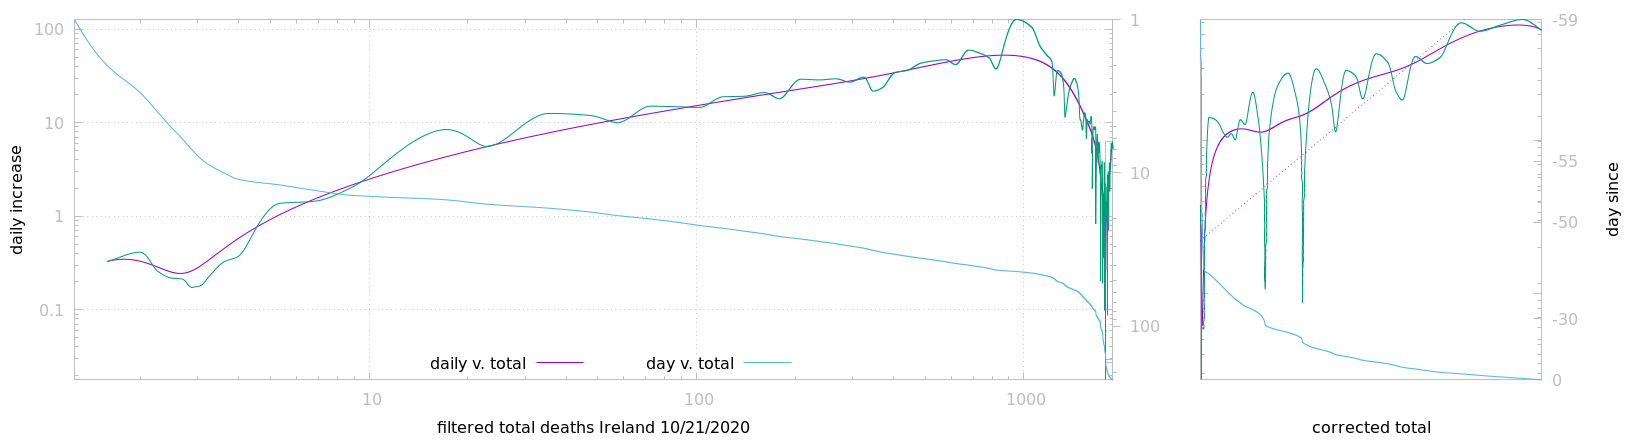 100
10
1
0.1
daily increase
10
100
1000
daily v. total
day v. total
filtered total deaths Ireland 10/21/2020
1
10
100
-59
-55
-50
-30
0
day since
corrected total